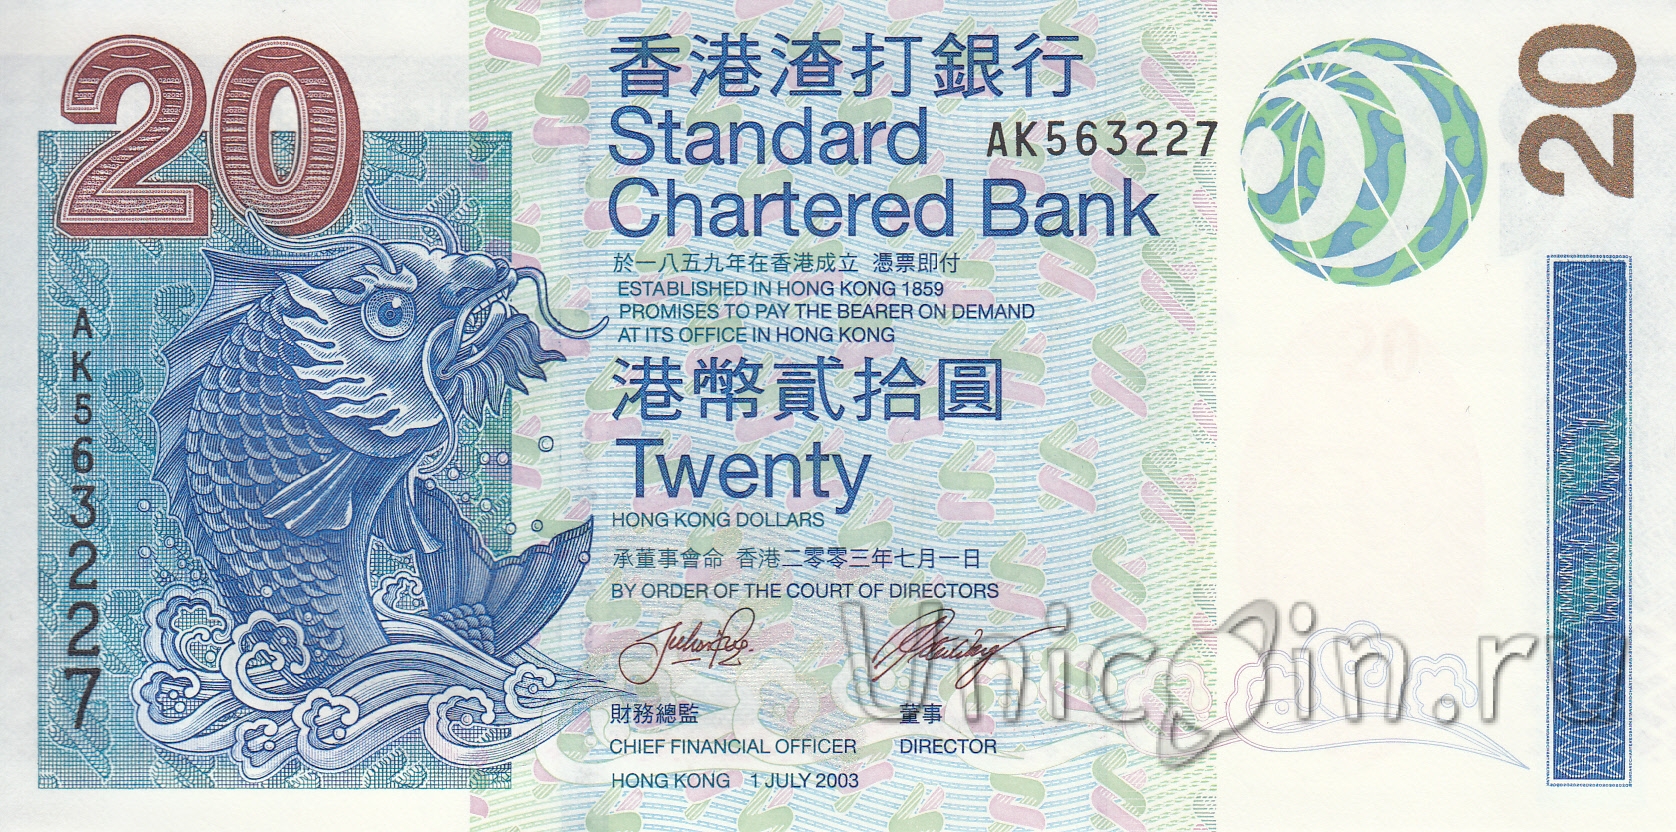 20
香港渣打銀行
Standard
Chartered Bank
AK563227
20
於一八五九年在香港成立 憑票即付
ESTABLISHED IN HONG KONG 1859
PROMISES TO PAY THE BEARER ON DEMAND
AT ITS OFFICE IN HONG KONG
港幣貳拾圓
Twenty
HONG KONG DOLLARS
承董事會命 香港二零零三年七月一日
BY ORDER OF THE COURT OF DIRECTORS
財務總監 董事
CHIEF FINANCIAL OFFICER DIRECTOR
HONG KONG 1 JULY 2003
AK563227
Unicoin.ru